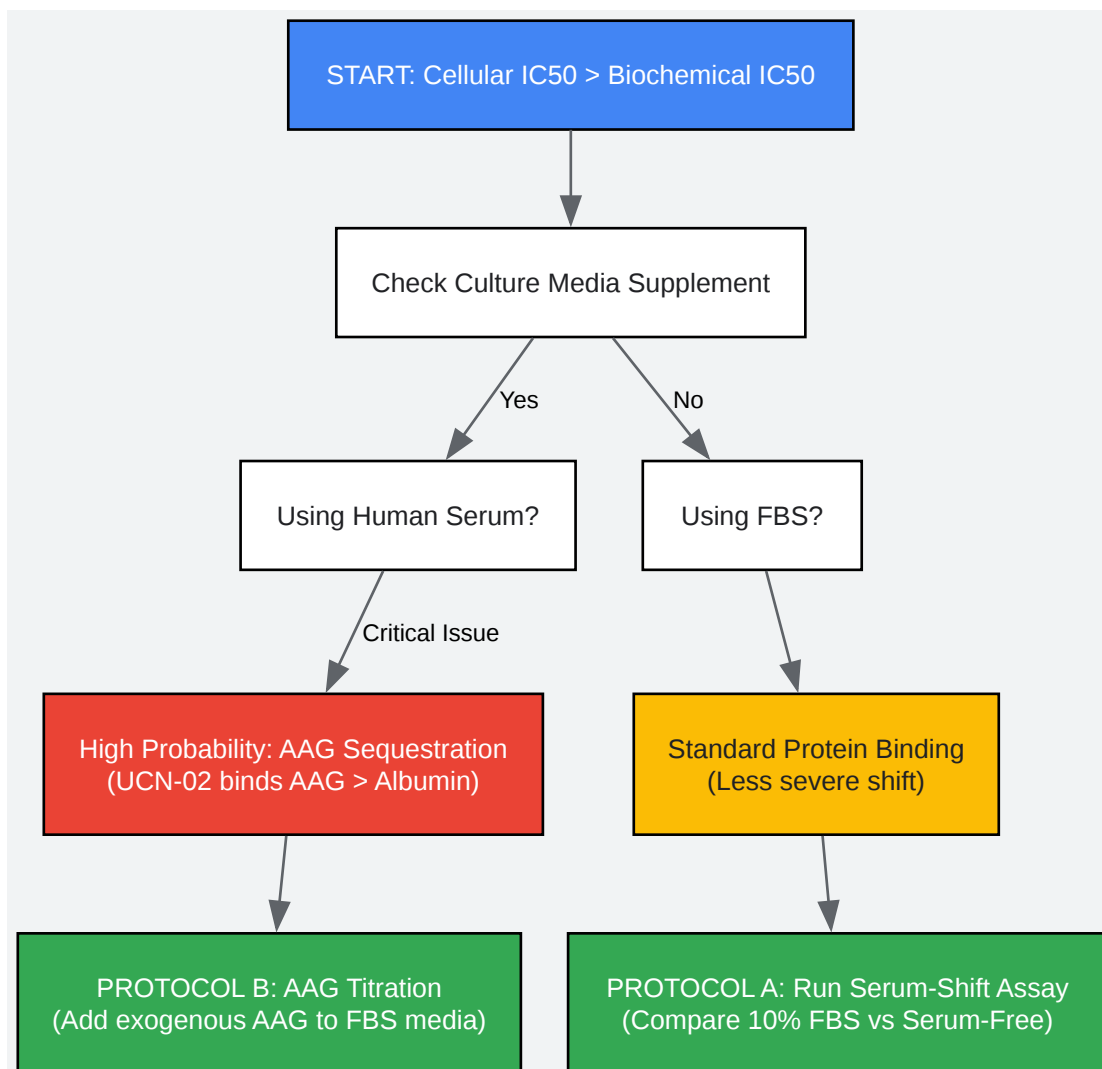 START: Cellular IC50 > Biochemical IC50
Check Culture Media Supplement
Yes
No
Using Human Serum?
Using FBS?
Critical Issue
High Probability: AAG Sequestration
(UCN-02 binds AAG > Albumin)
Standard Protein Binding
(Less severe shift)
PROTOCOL B: AAG Titration
(Add exogenous AAG to FBS media)
PROTOCOL A: Run Serum-Shift Assay
(Compare 10% FBS vs Serum-Free)